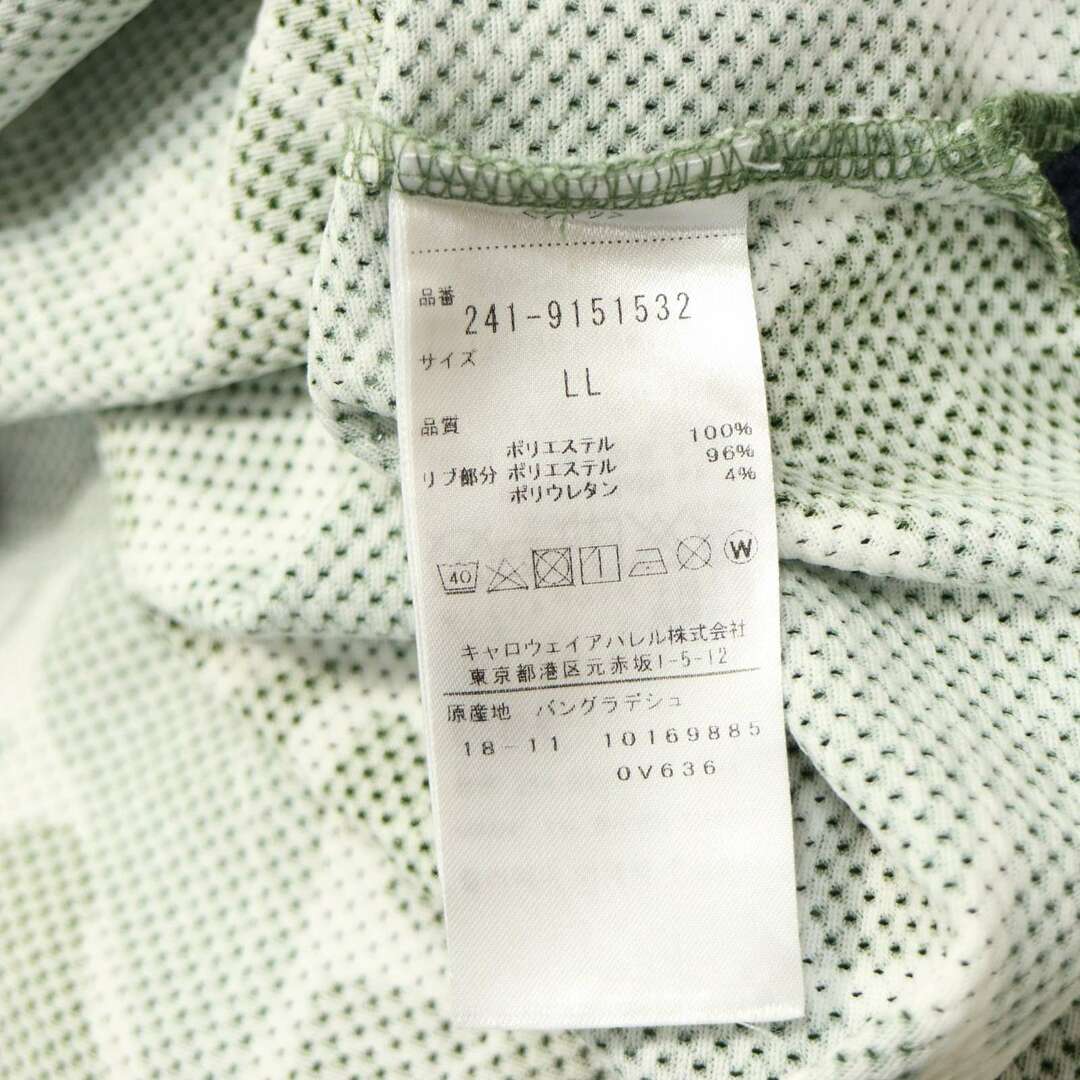 品番
241-9151532
サイズ
LL
品質
ポリエステル 100%
リブ部分 ポリエステル 96%
ポリウレタン 4%
40 W
キャロウェイアパレル株式会社
東京都港区元赤坂1-5-12
原産地 バングラデシュ
18-11 10169885
0V636